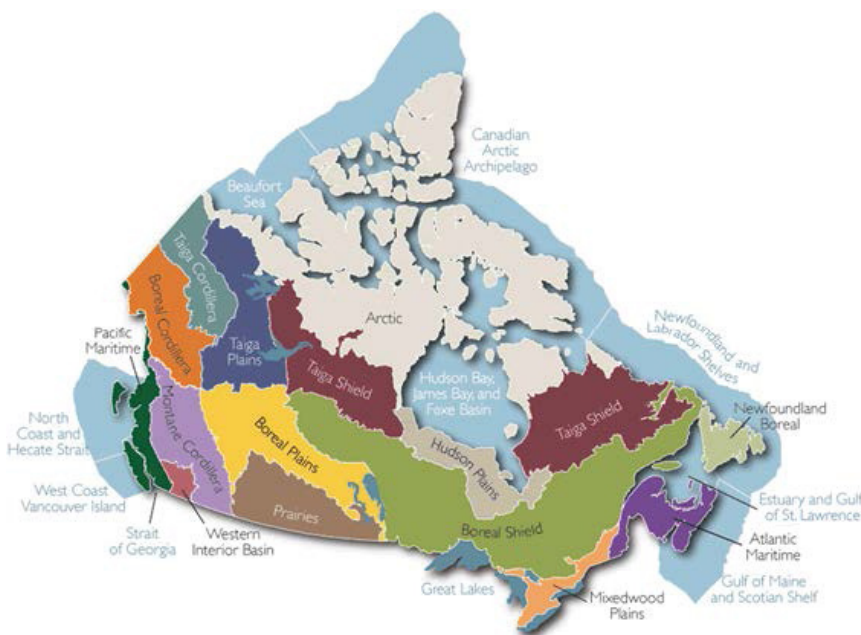 Canadian
Arctic
Archipelago
Beaufort
Sea
Taiga Cordillera
Boreal Cordillera
Taiga
Plains
Arctic
Newfoundland and
Labrador Shelves
Pacific
Maritime
Taiga Shield
Hudson Bay,
James Bay, and
Foxe Basin
Taiga Shield
Newfoundland
Boreal
North
Coast and
Hecate Strait
Montane Cordillera
Boreal Plains
Hudson Plains
West Coast
Vancouver Island
Prairies
Boreal Shield
Estuary and Gulf
of St. Lawrence
Strait
of Georgia
Western
Interior Basin
Atlantic
Maritime
Great Lakes
Mixedwood
Plains
Gulf of Maine
and Scotian Shelf